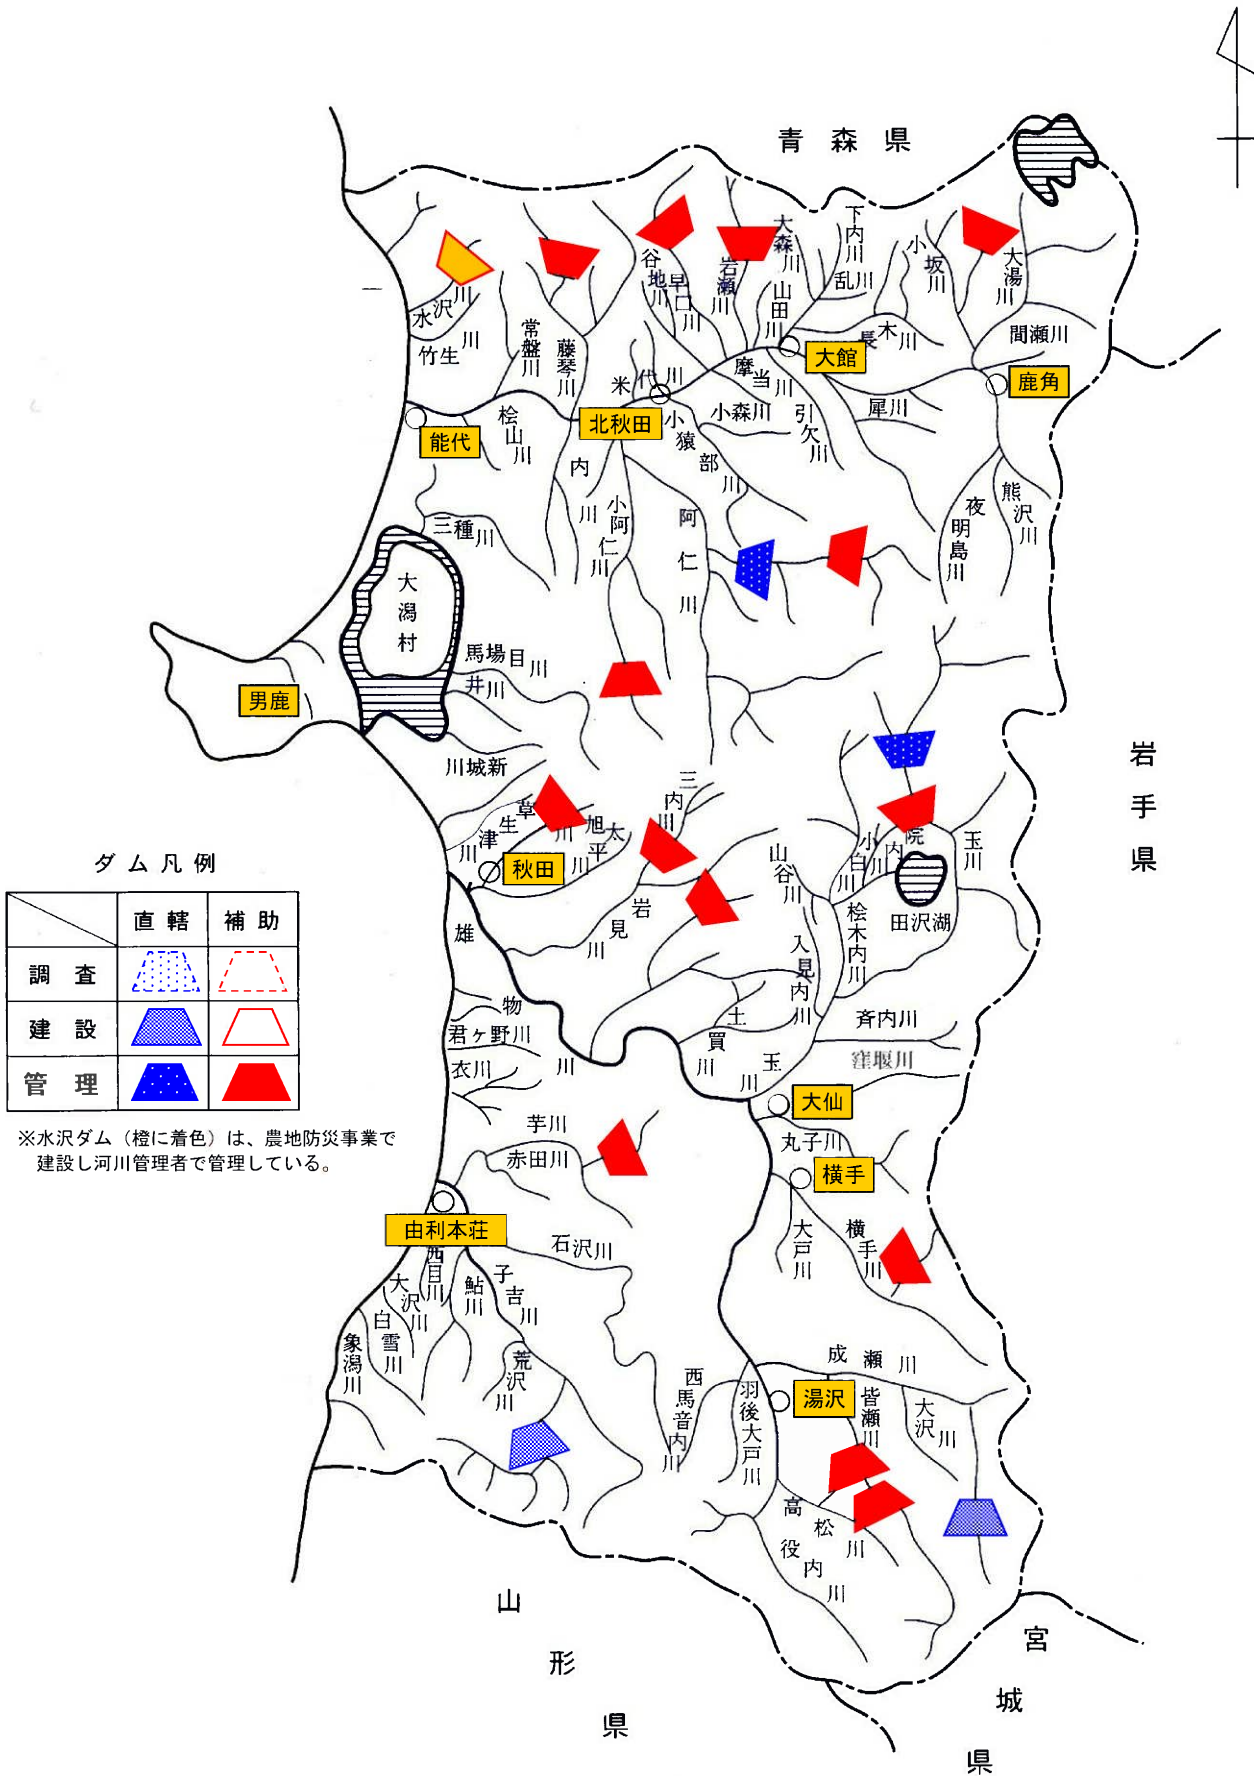 青森県
下内川
大森川
小坂川
大湯川
谷地川
早口川
岩瀬川
山田川
乱川
水沢川
竹生川
常盤川
藤琴川
長木川
間瀬川
大館
鹿角
米代川
摩当川
小森川
引欠川
犀川
北秋田
能代
桧山川
小猿部川
内川
小阿仁川
阿仁川
熊沢川
夜明島川
三種川
大潟村
馬場目川
井川
男鹿
川城新
岩手県
草生津川
旭川
太平川
秋田
三内川
岩見川
山谷川
小白川
院内川
玉川
田沢湖
桧木内川
入見内川
ダム凡例
直轄 補助
調査
建設
管理
※水沢ダム（橙に着色）は、農地防災事業で
建設し河川管理者で管理している。
雄物川
君ヶ野川
衣川
土買川
玉川
斉内川
窪堰川
大仙
丸子川
横手
芋川
赤田川
大戸川
横手川
由利本荘
石沢川
西目川
大沢川
白雪川
象潟川
鮎川
子吉川
荒沢川
成瀬川
西馬音内川
羽後大戸川
湯沢
皆瀬川
大沢川
高松川
役内川
山形県
宮城県